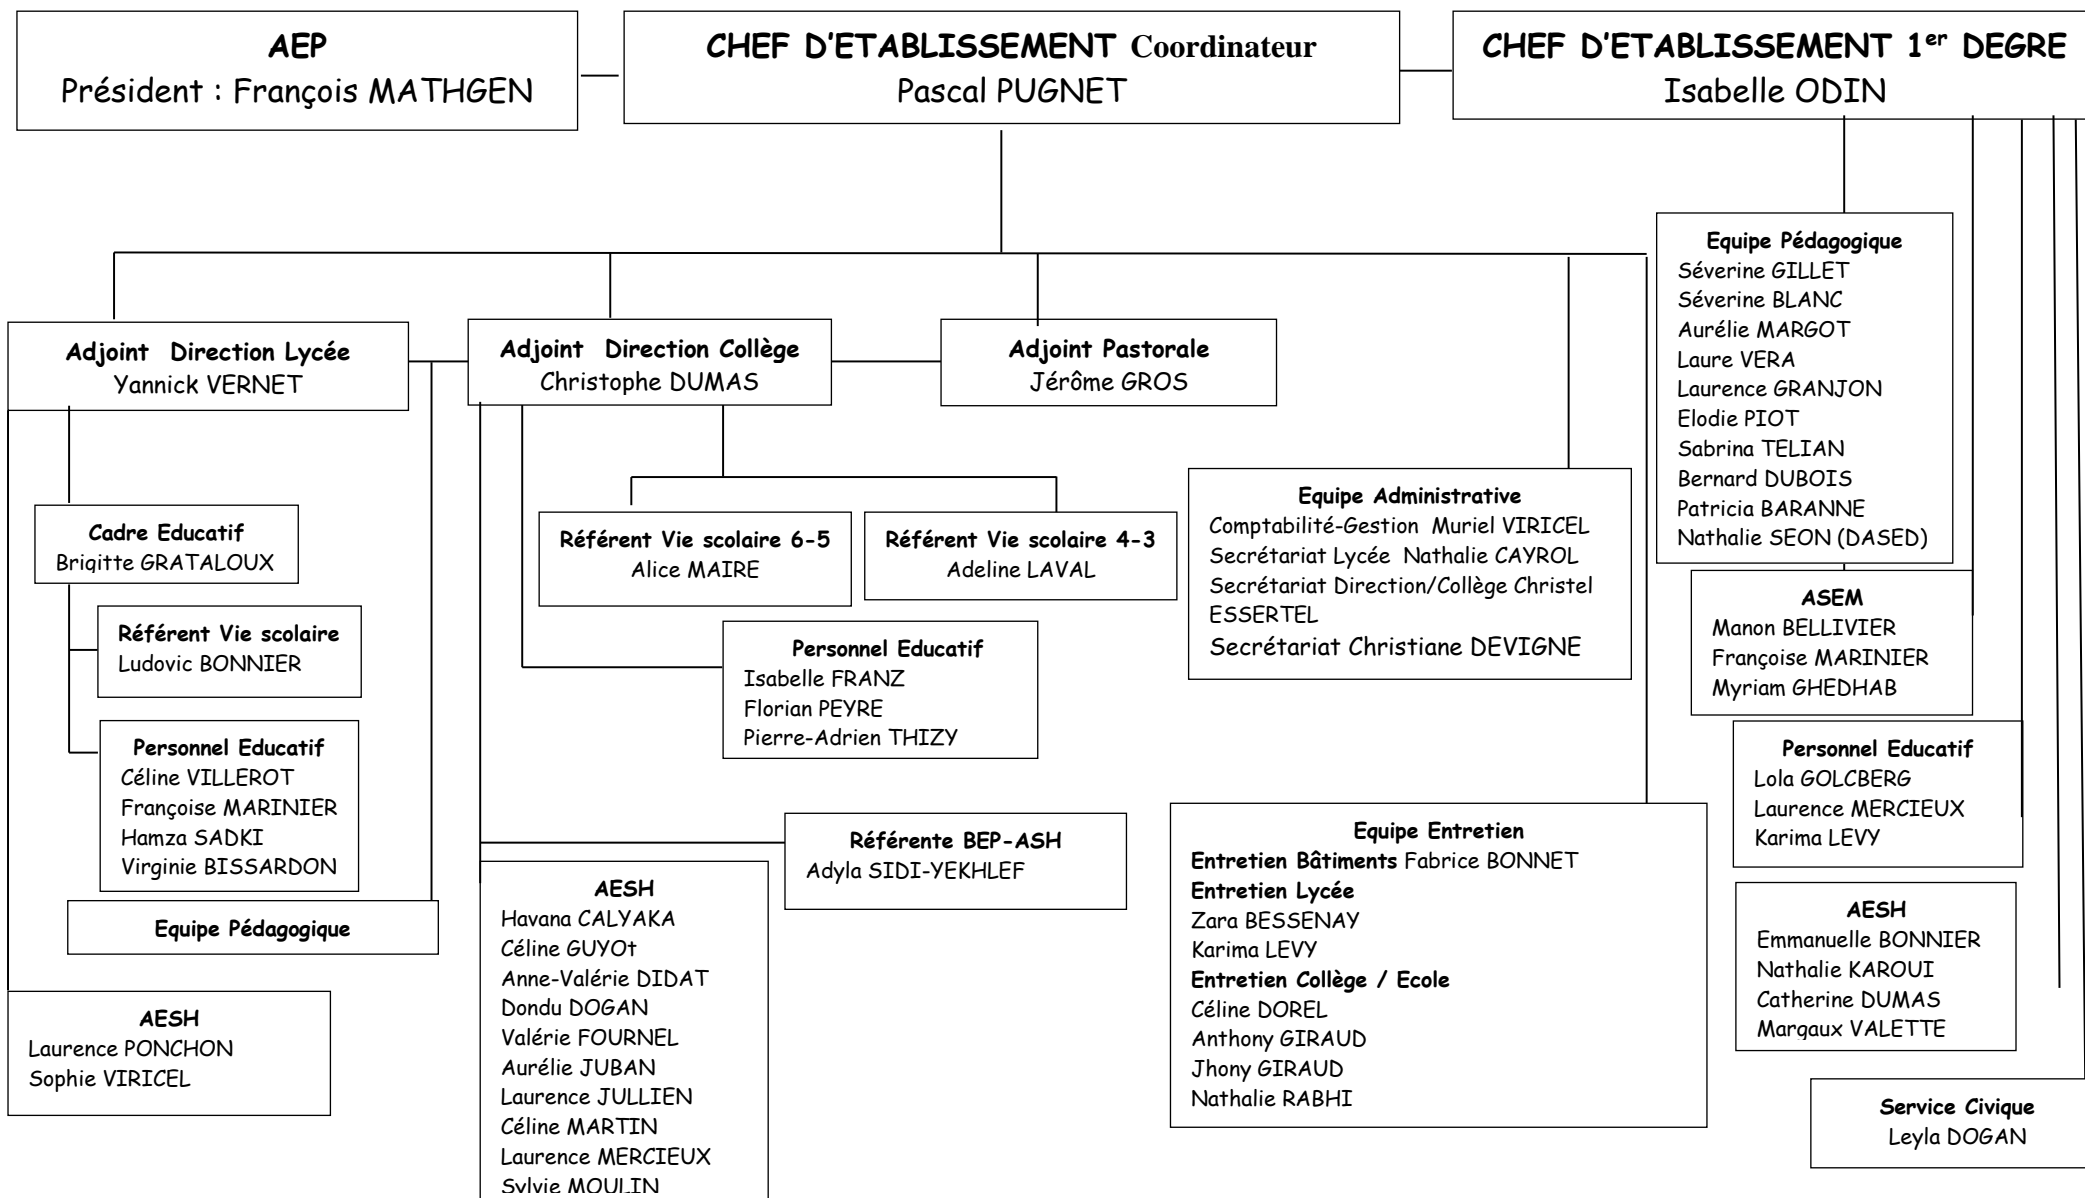 AEP
Président : François MATHGEN
CHEF D'ETABLISSEMENT Coordinateur
Pascal PUGNET
CHEF D'ETABLISSEMENT 1er DEGRE
Isabelle ODIN
Adjoint Direction Lycée
Yannick VERNET
Adjoint Direction Collège
Christophe DUMAS
Adjoint Pastorale
Jérôme GROS
Cadre Educatif
Brigitte GRATALOUX
Référent Vie scolaire
Ludovic BONNIER
Personnel Educatif
Céline VILLEROT
Françoise MARINIER
Hamza SADKI
Virginie BISSARDON
Equipe Pédagogique
AESH
Laurence PONCHON
Sophie VIRICEL
Référent Vie scolaire 6-5
Alice MAIRE
Référent Vie scolaire 4-3
Adeline LAVAL
Personnel Educatif
Isabelle FRANZ
Florian PEYRE
Pierre-Adrien THIZY
Référente BEP-ASH
Adyla SIDI-YEKHLEF
AESH
Havana CALYAKA
Céline GUYOt
Anne-Valérie DIDAT
Dondu DOGAN
Valérie FOURNEL
Aurélie JUBAN
Laurence JULLIEN
Céline MARTIN
Laurence MERCIEUX
Sylvie MOULIN
Equipe Administrative
Comptabilité-Gestion Muriel VIRICEL
Secrétariat Lycée Nathalie CAYROL
Secrétariat Direction/Collège Christel
ESSERTEL
Secrétariat Christiane DEVIGNE
Equipe Entretien
Entretien Bâtiments Fabrice BONNET
Entretien Lycée
Zara BESSENAY
Karima LEVY
Entretien Collège / Ecole
Céline DOREL
Anthony GIRAUD
Jhony GIRAUD
Nathalie RABHI
Equipe Pédagogique
Séverine GILLET
Séverine BLANC
Aurélie MARGOT
Laure VERA
Laurence GRANJON
Elodie PIOT
Sabrina TELIAN
Bernard DUBOIS
Patricia BARANNE
Nathalie SEON (DASED)
ASEM
Manon BELLIVIER
Françoise MARINIER
Myriam GHEDHAB
Personnel Educatif
Lola GOLCBERG
Laurence MERCIEUX
Karima LEVY
AESH
Emmanuelle BONNIER
Nathalie KAROUI
Catherine DUMAS
Margaux VALETTE
Service Civique
Leyla DOGAN